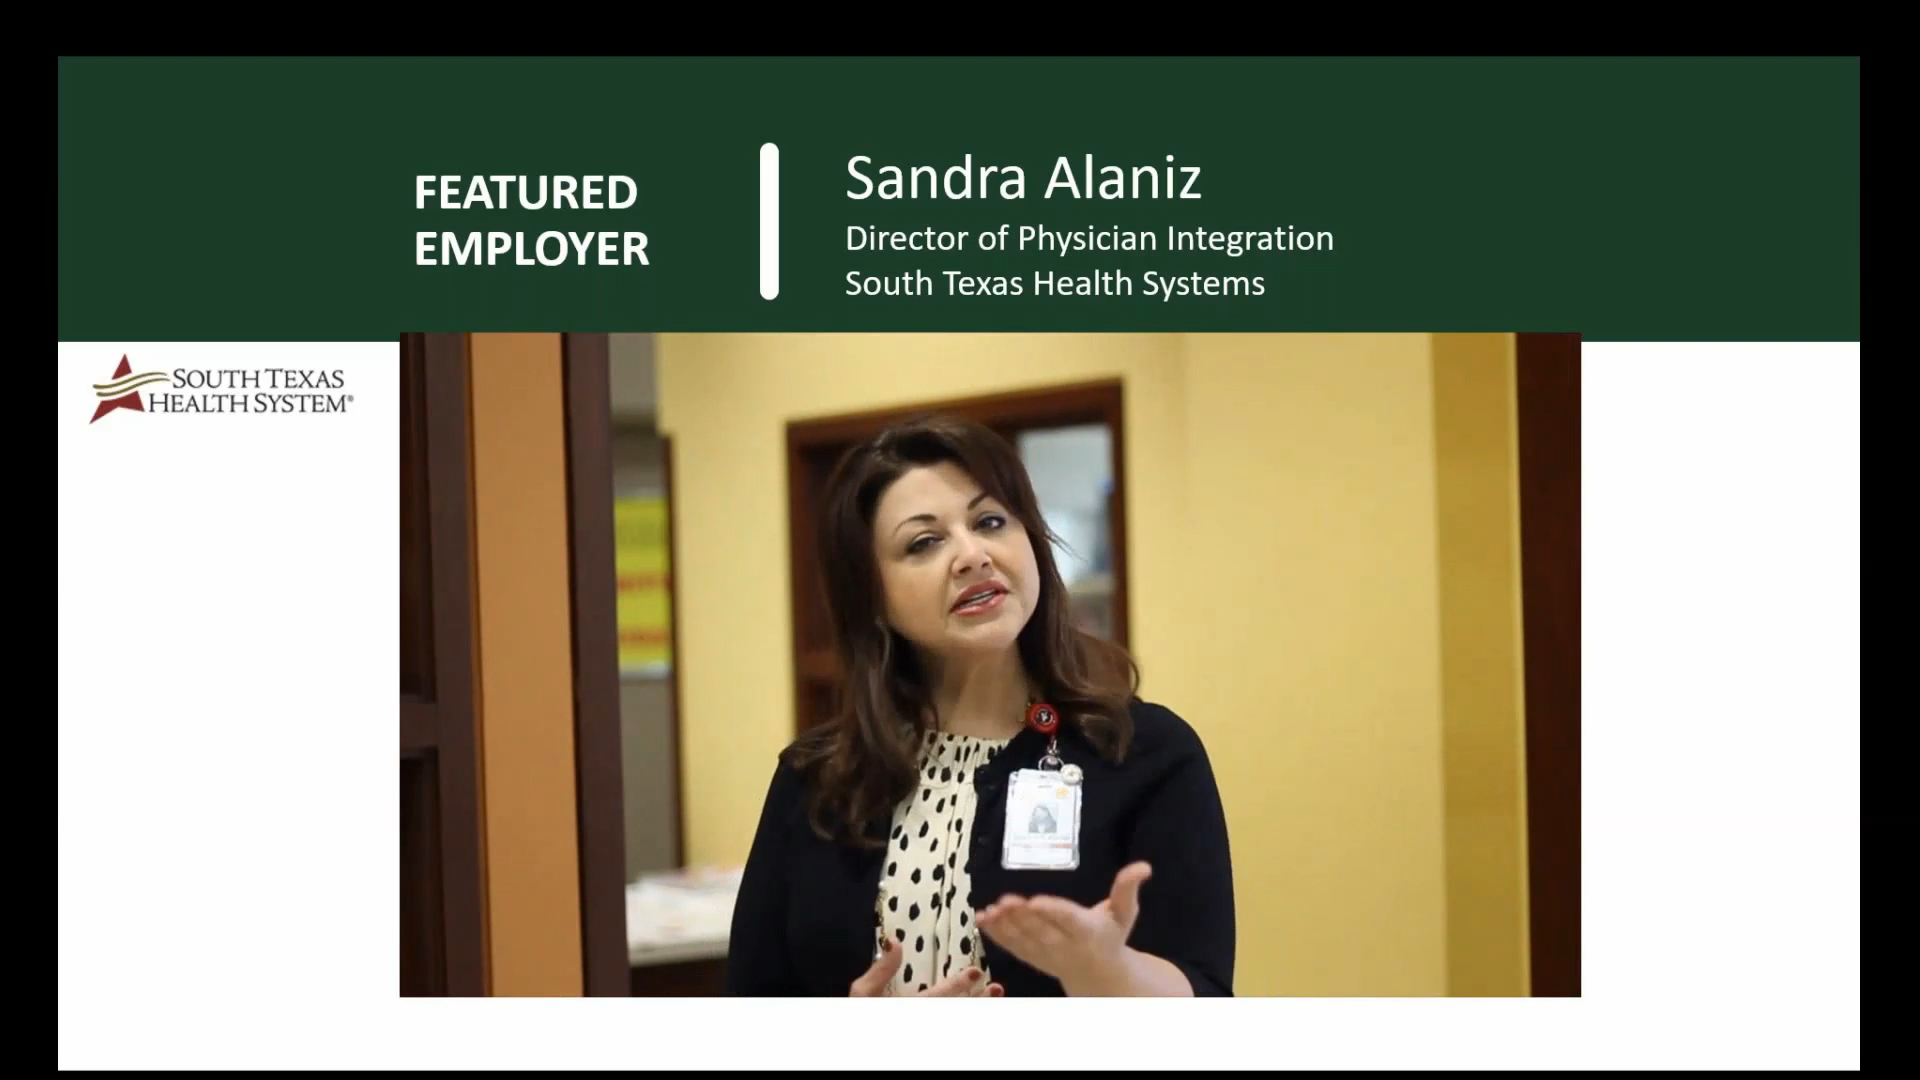 FEATURED
EMPLOYER
Sandra Alaniz
Director of Physician Integration
South Texas Health Systems
SOUTH TEXAS
HEALTH SYSTEM®